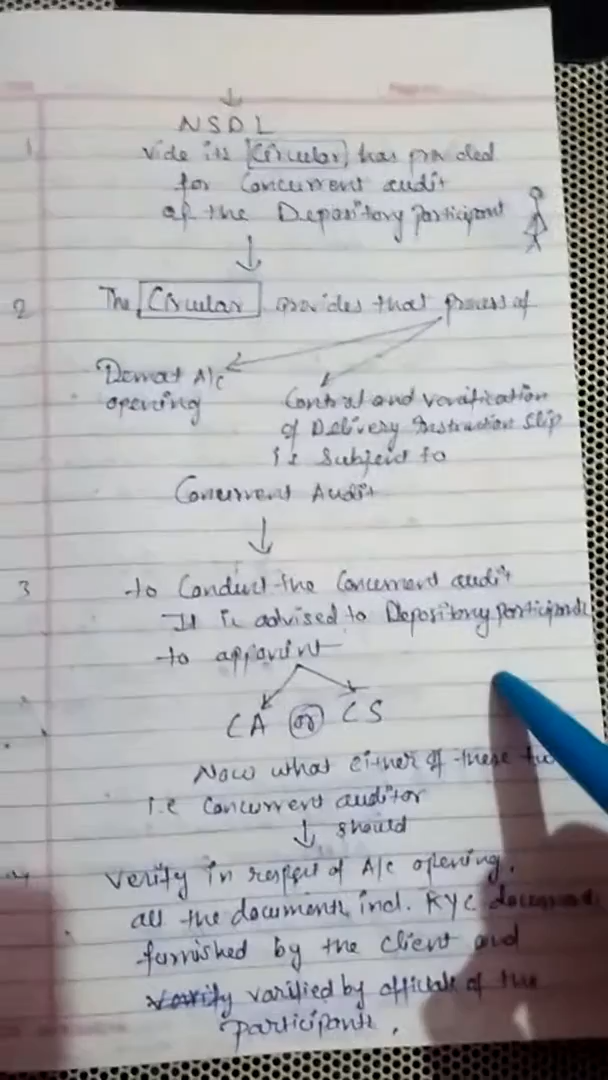 NSDL
1 vide its Circular has provided
for Concurrent audit
of the Depository participant
2 The Circular provides that process of
Demat A/c
opening
Control and verification
of Delivery Instruction Slip
is Subject to
Concurrent Audit
3 to Conduct the Concurrent audit
It is advised to Depository participants
to appoint
CA or CS
Now what either of these
i.e Concurrent auditor
should
verify in respect of A/c opening,
all the documents incl. KYC
furnished by the client and
varified by officials of the
participants.